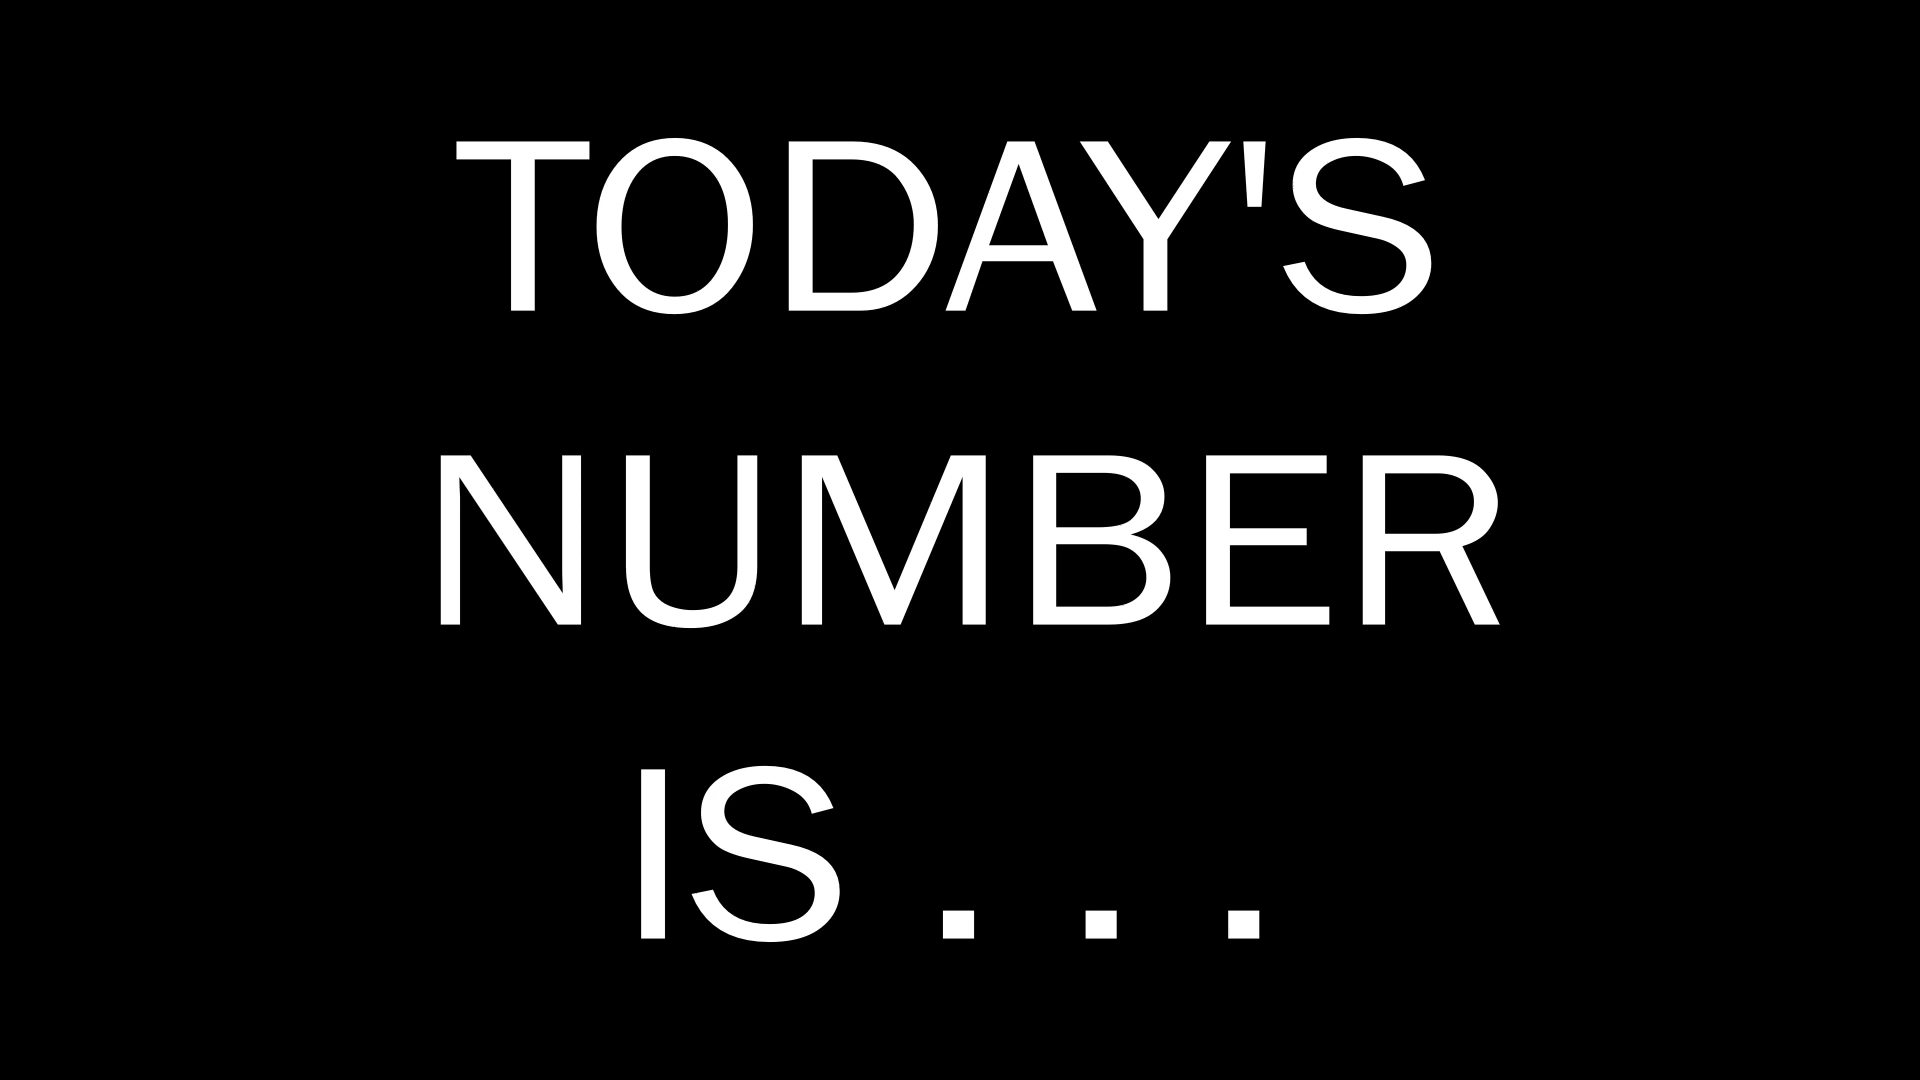 TODAY'S
NUMBER
IS . . .